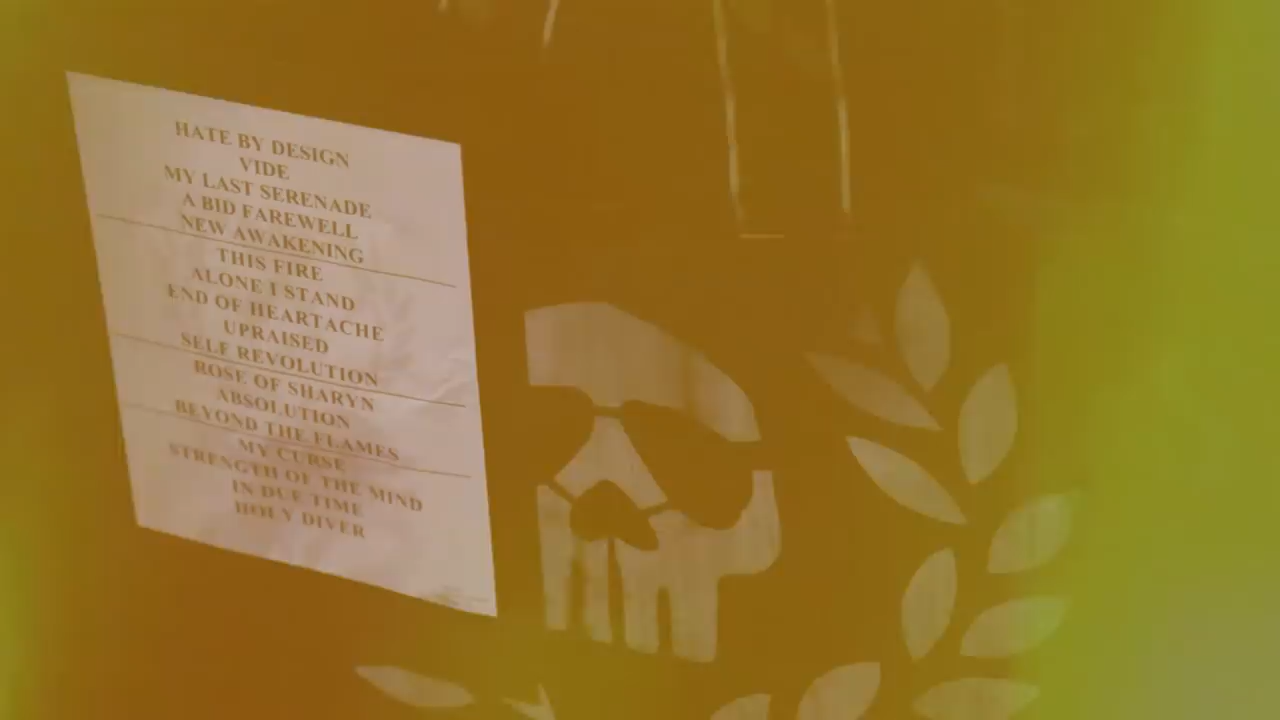 HATE BY DESIGN
VIDE
MY LAST SERENADE
A BID FAREWELL
NEW AWAKENING
THIS FIRE
ALONE I STAND
END OF HEARTACHE
UPRAISED
SELF REVOLUTION
ROSE OF SHARYN
ABSOLUTION
BEYOND THE FLAMES
MY CURSE
STRENGTH OF THE MIND
IN DUE TIME
HOLY DIVER